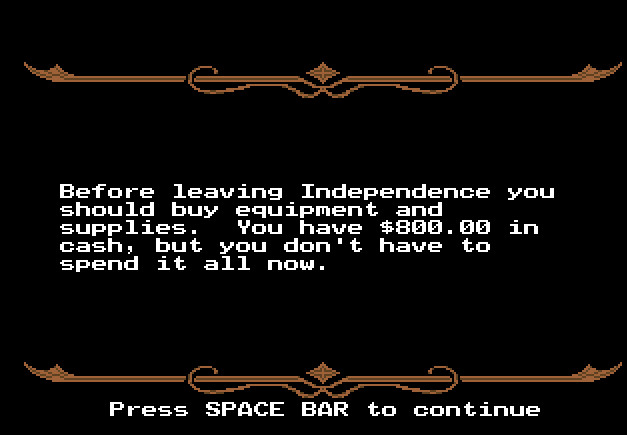 Before leaving Independence you
should buy equipment and
supplies.  You have $800.00 in
cash, but you don't have to
spend it all now.
Press SPACE BAR to continue